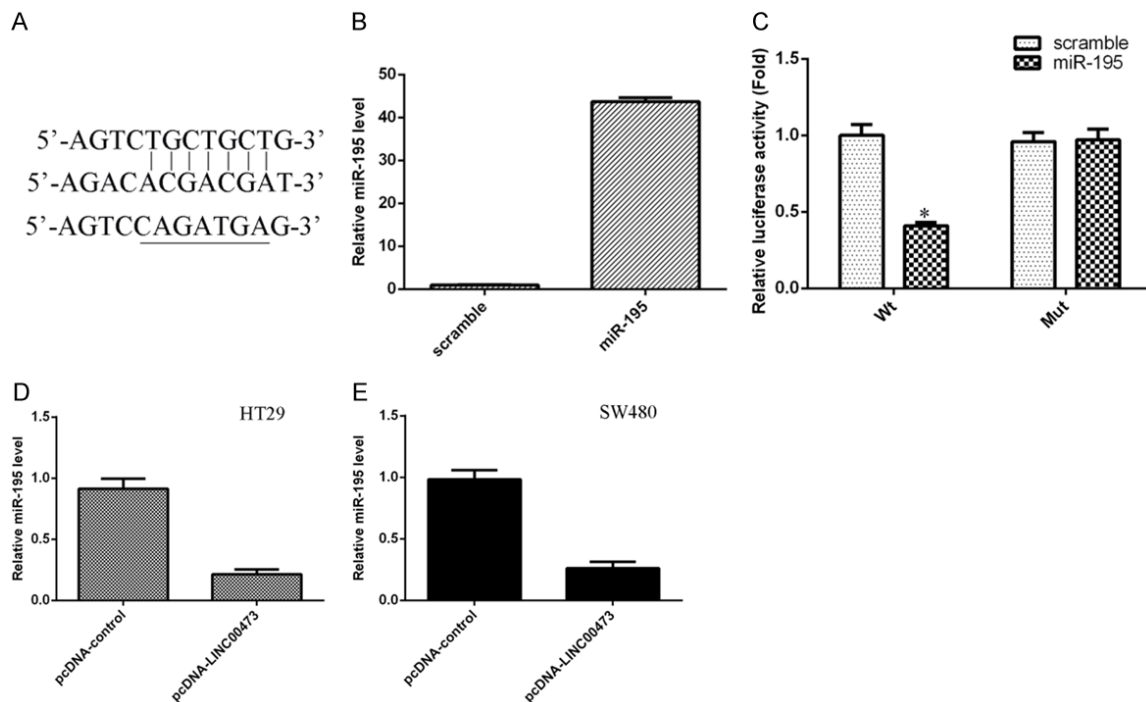 A
5’-AGTCTGCTGCTG-3’
5’-AGACACGACGAT-3’
5’-AGTCCAGATGAG-3’
B
Relative miR-195 level
50
40
30
20
10
0
scramble
miR-195
C
scramble
miR-195
Relative luciferase activity (Fold)
1.5
1.0
0.5
0.0
*
Wt
Mut
D
HT29
Relative miR-195 level
1.5
1.0
0.5
0.0
pcDNA-control
pcDNA-LINC00473
E
SW480
Relative miR-195 level
1.5
1.0
0.5
0.0
pcDNA-control
pcDNA-LINC00473